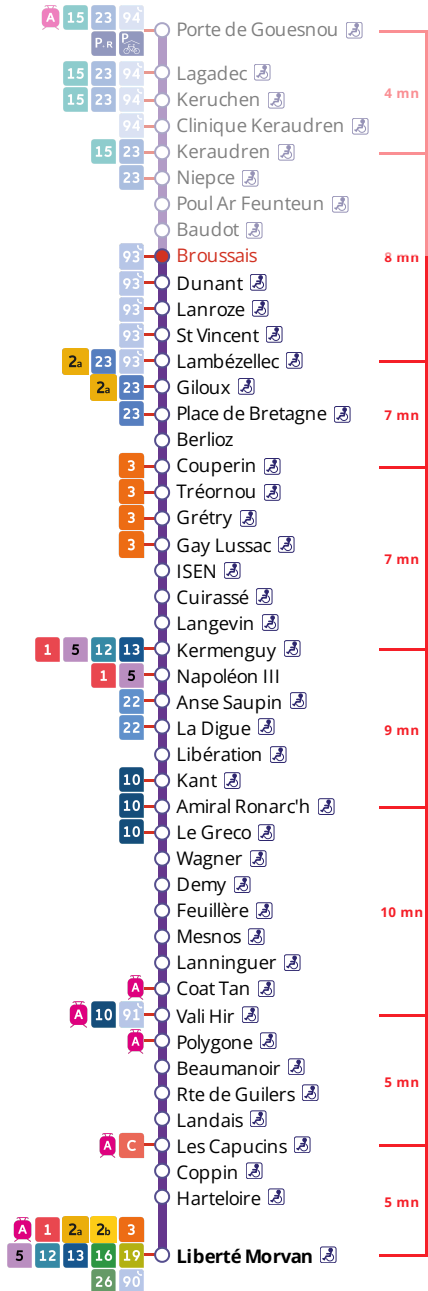 A 15 23 94 Porte de Gouesnou
P+R P
Lagadec 15 23 94
4 mn
Keruchen 15 23 94
Clinique Keraudren 94
Keraudren 15 23
Niepce 23
Poul Ar Feunteun
Baudot
93 Broussais 8 mn
93 Dunant
93 Lanroze
93 St Vincent
2a 23 93 Lambézellec
2a 23 Giloux
23 Place de Bretagne 7 mn
Berlioz
3 Couperin
3 Tréornou
3 Grétry
3 Gay Lussac 7 mn
ISEN
Cuirassé
Langevin
1 5 12 13 Kermenguy
1 5 Napoléon III
22 Anse Saupin
22 La Digue 9 mn
Libération
10 Kant
10 Amiral Ronarc'h
10 Le Greco
Wagner
Demy
Feuillère 10 mn
Mesnos
Lanninguer
A Coat Tan
A 10 91 Vali Hir
A Polygone
Beaumanoir 5 mn
Rte de Guilers
Landais
A C Les Capucins
Coppin
Harteloire 5 mn
A 1 2a 2b 3
5 12 13 16 19 Liberté Morvan
26 90